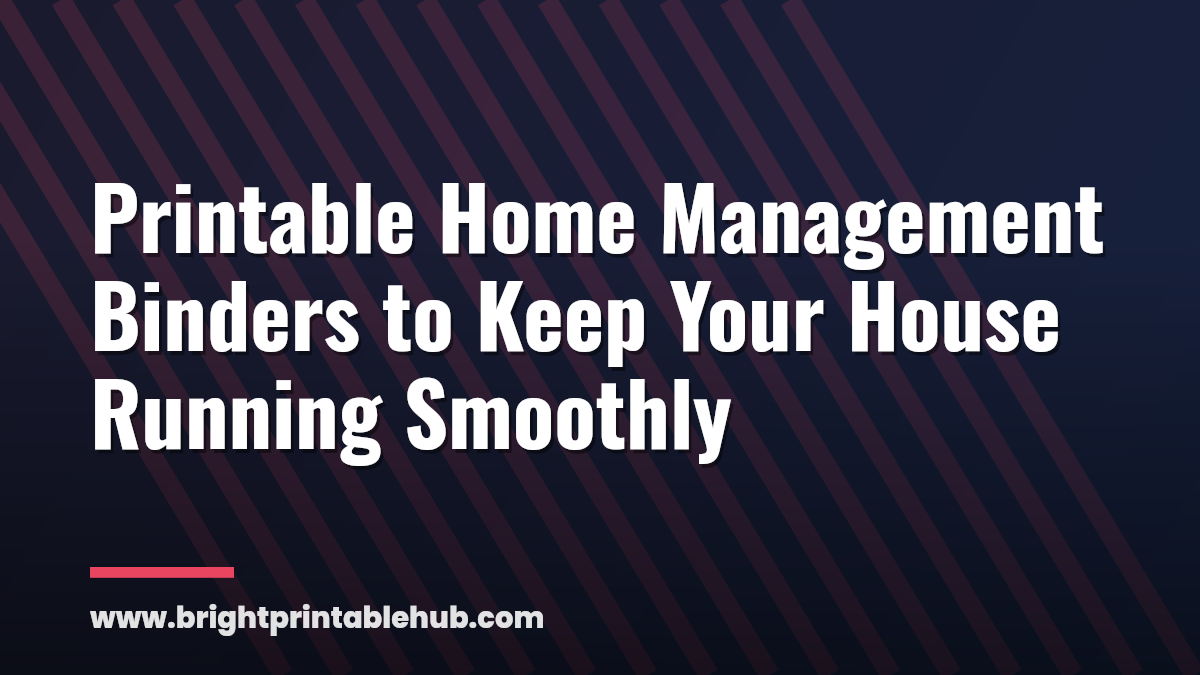 Printable Home Management
Binders to Keep Your House
Running Smoothly
www.brightprintablehub.com